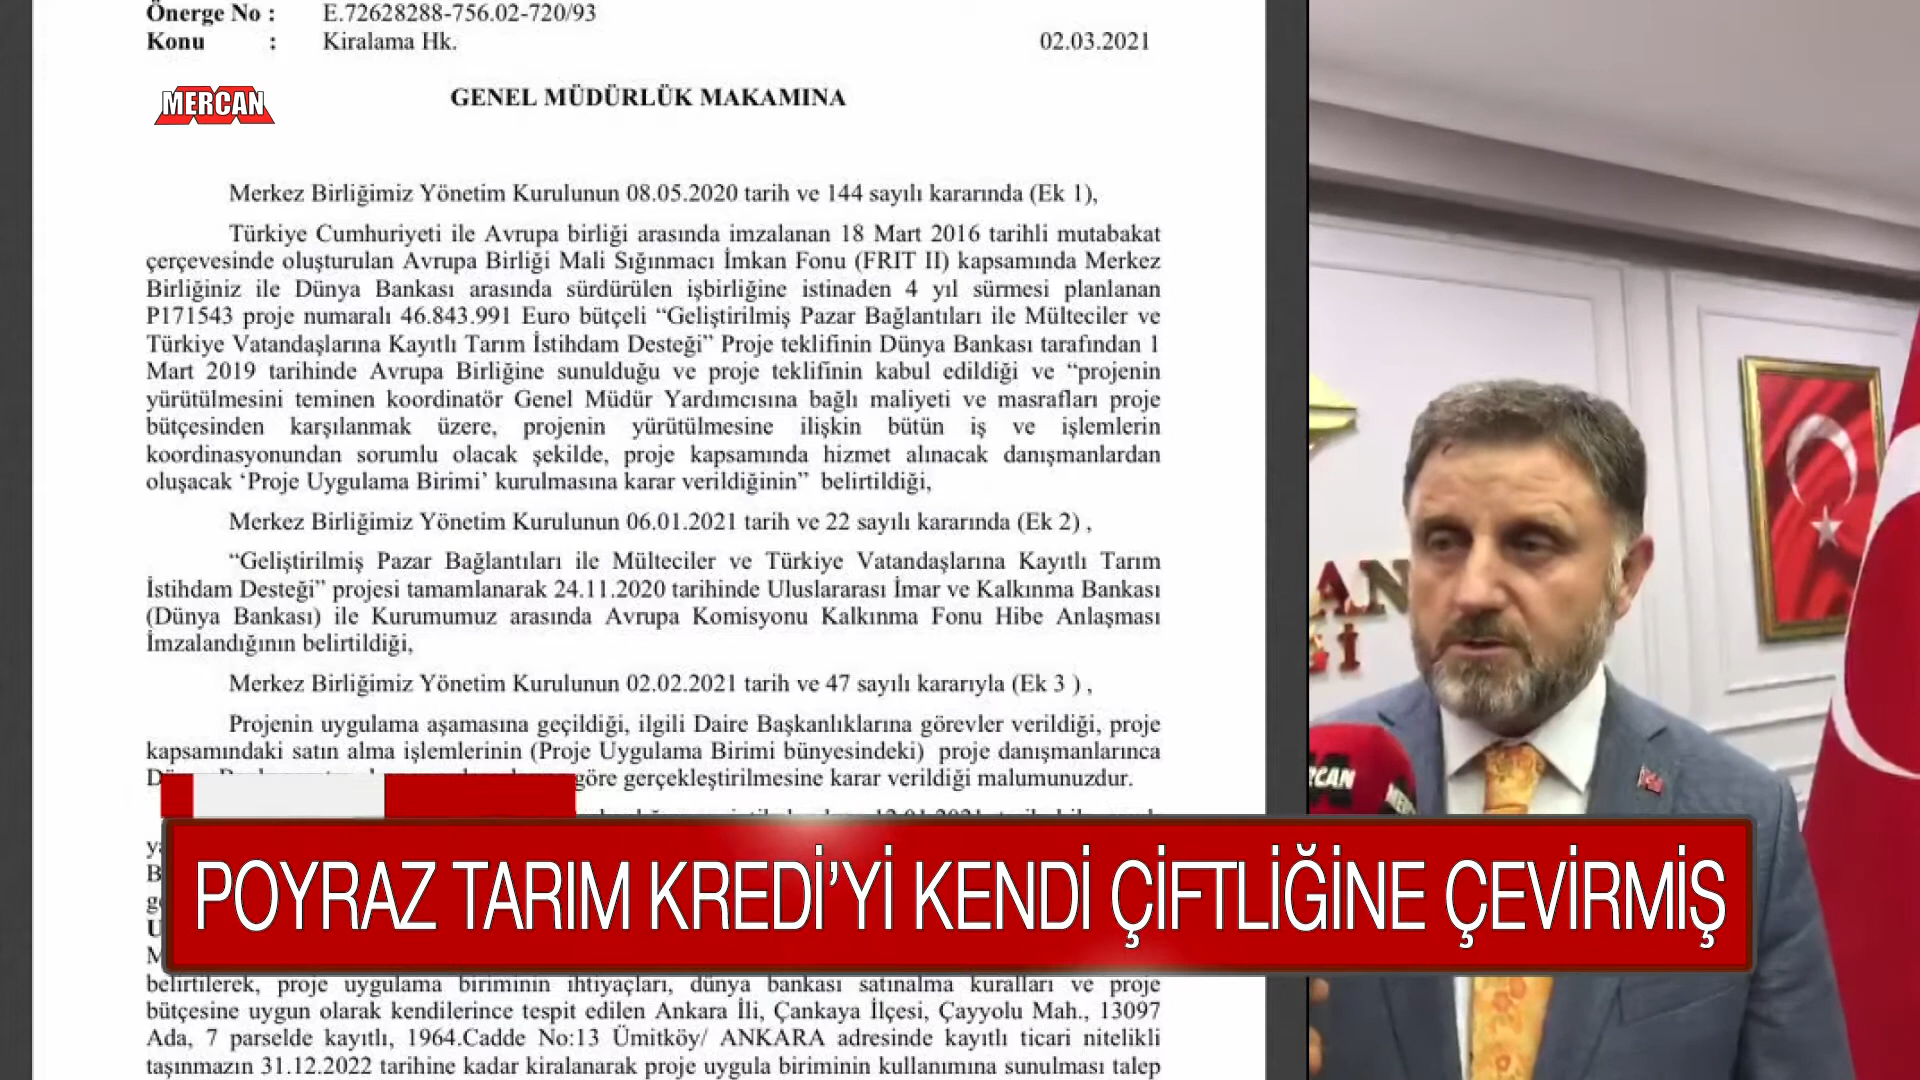 Önerge No : E.72628288-756.02-720/93
Konu : Kiralama Hk. 02.03.2021
MERCAN
GENEL MÜDÜRLÜK MAKAMINA
Merkez Birliğimiz Yönetim Kurulunun 08.05.2020 tarih ve 144 sayılı kararında (Ek 1),
Türkiye Cumhuriyeti ile Avrupa birliği arasında imzalanan 18 Mart 2016 tarihli mutabakat
çerçevesinde oluşturulan Avrupa Birliği Mali Sığınmacı İmkan Fonu (FRIT II) kapsamında Merkez
Birliğiniz ile Dünya Bankası arasında sürdürülen işbirliğine istinaden 4 yıl sürmesi planlanan
P171543 proje numaralı 46.843.991 Euro bütçeli “Geliştirilmiş Pazar Bağlantıları ile Mülteciler ve
Türkiye Vatandaşlarına Kayıtlı Tarım İstihdam Desteği” Proje teklifinin Dünya Bankası tarafından 1
Mart 2019 tarihinde Avrupa Birliğine sunulduğu ve proje teklifinin kabul edildiği ve “projenin
yürütülmesini teminen koordinatör Genel Müdür Yardımcısına bağlı maliyeti ve masrafları proje
bütçesinden karşılanmak üzere, projenin yürütülmesine ilişkin bütün iş ve işlemlerin
koordinasyonundan sorumlu olacak şekilde, proje kapsamında hizmet alınacak danışmanlardan
oluşacak ‘Proje Uygulama Birimi’ kurulmasına karar verildiğinin” belirtildiği,
Merkez Birliğimiz Yönetim Kurulunun 06.01.2021 tarih ve 22 sayılı kararında (Ek 2) ,
“Geliştirilmiş Pazar Bağlantıları ile Mülteciler ve Türkiye Vatandaşlarına Kayıtlı Tarım
İstihdam Desteği” projesi tamamlanarak 24.11.2020 tarihinde Uluslararası İmar ve Kalkınma Bankası
(Dünya Bankası) ile Kurumumuz arasında Avrupa Komisyonu Kalkınma Fonu Hibe Anlaşması
İmzalandığının belirtildiği,
Merkez Birliğimiz Yönetim Kurulunun 02.02.2021 tarih ve 47 sayılı kararıyla (Ek 3 ) ,
Projenin uygulama aşamasına geçildiği, ilgili Daire Başkanlıklarına görevler verildiği, proje
kapsamındaki satın alma işlemlerinin (Proje Uygulama Birimi bünyesindeki) proje danışmanlarınca
göre gerçekleştirilmesine karar verildiği malumunuzdur.
POYRAZ TARIM KREDİ’Yİ KENDİ ÇİFTLİĞİNE ÇEVİRMİŞ
belirtilerek, proje uygulama biriminin ihtiyaçları, dünya bankası satınalma kuralları ve proje
bütçesine uygun olarak kendilerince tespit edilen Ankara İli, Çankaya İlçesi, Çayyolu Mah., 13097
Ada, 7 parselde kayıtlı, 1964.Cadde No:13 Ümitköy/ ANKARA adresinde kayıtlı ticari nitelikli
taşınmazın 31.12.2022 tarihine kadar kiralanarak proje uygula biriminin kullanımına sunulması talep